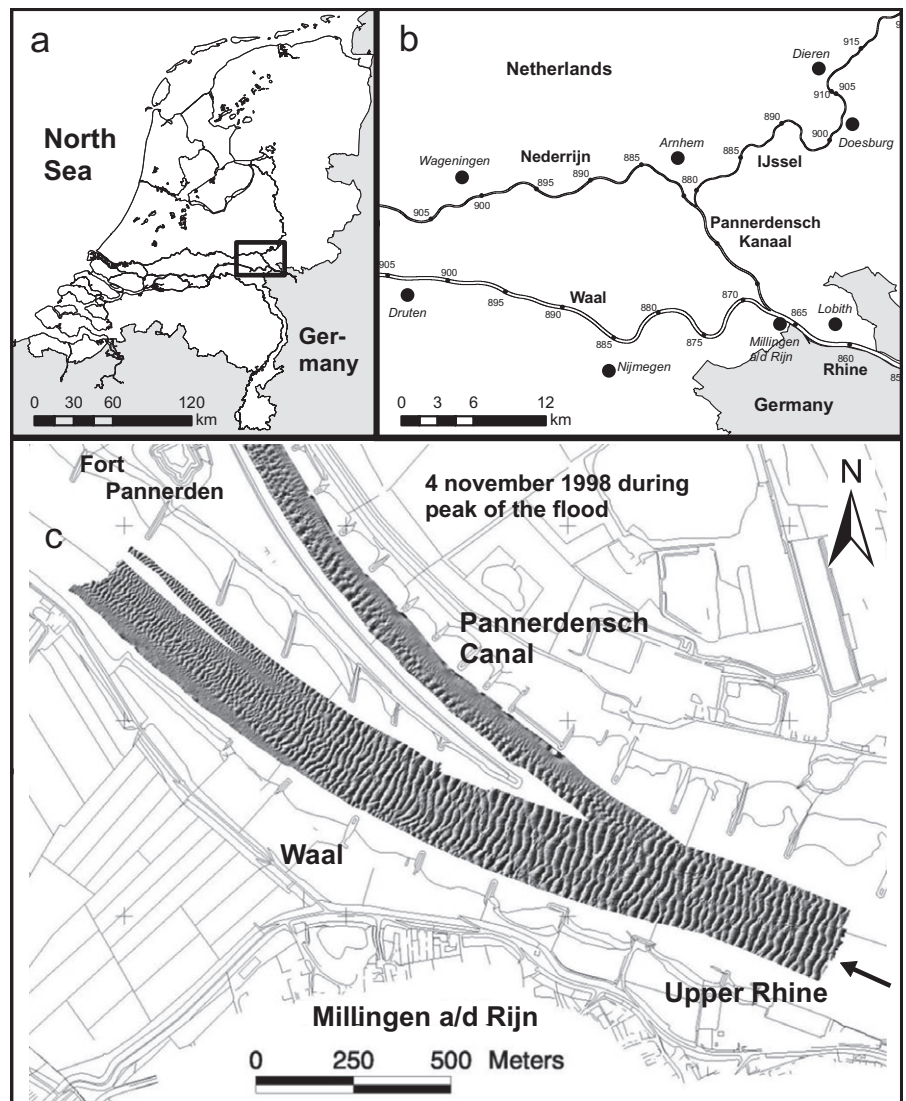 a
North
Sea
Ger-
many
0 30 60 120
km
b
Netherlands
Dieren
915
910
905
Doesburg
900
890
885
IJssel
Arnhem
880
885
Nederrijn
890
895
Wageningen
900
905
Pannerdensch
Kanaal
905
900
Druten
895
Waal
890
885
880
875
870
Nijmegen
Millingen
a/d Rijn
865
Lobith
860
Rhine
Germany
0 3 6 12
km
c
Fort
Pannerden
4 november 1998 during
peak of the flood
N
Pannerdensch
Canal
Waal
Upper Rhine
Millingen a/d Rijn
0 250 500 Meters